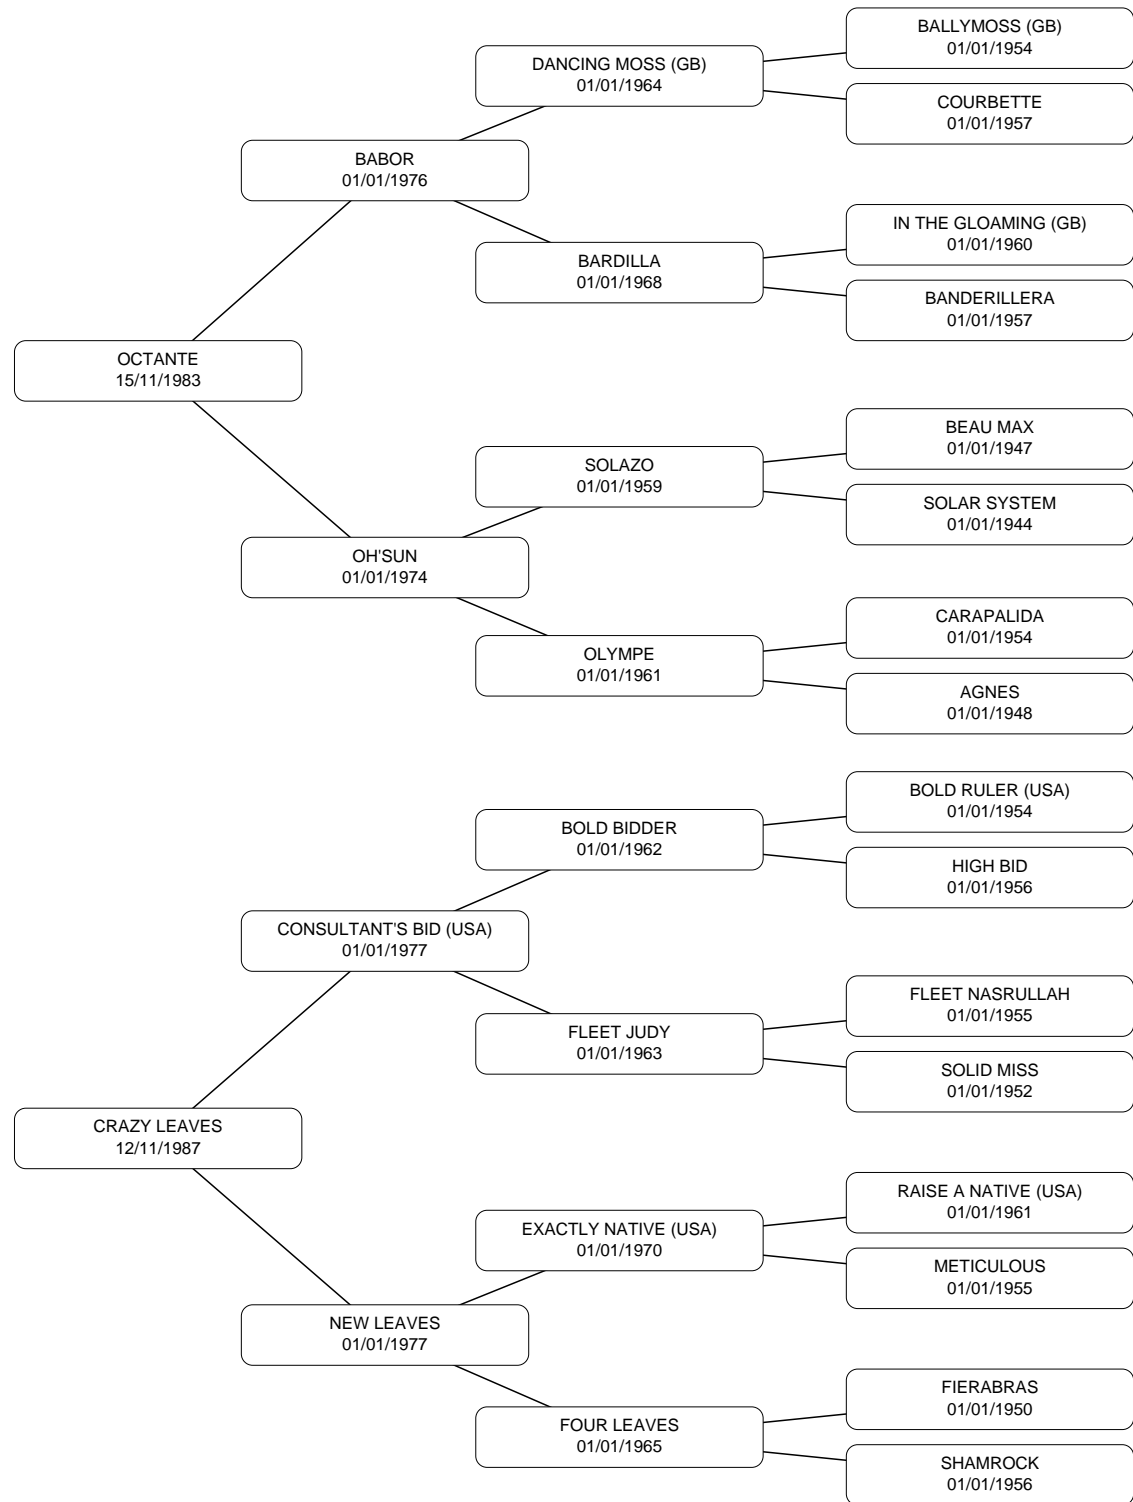 BALLYMOSS (GB)
01/01/1954
DANCING MOSS (GB)
01/01/1964
COURBETTE
01/01/1957
BABOR
01/01/1976
IN THE GLOAMING (GB)
01/01/1960
BARDILLA
01/01/1968
BANDERILLERA
01/01/1957
OCTANTE
15/11/1983
BEAU MAX
01/01/1947
SOLAZO
01/01/1959
SOLAR SYSTEM
01/01/1944
OH'SUN
01/01/1974
CARAPALIDA
01/01/1954
OLYMPE
01/01/1961
AGNES
01/01/1948
BOLD RULER (USA)
01/01/1954
BOLD BIDDER
01/01/1962
HIGH BID
01/01/1956
CONSULTANT'S BID (USA)
01/01/1977
FLEET NASRULLAH
01/01/1955
FLEET JUDY
01/01/1963
SOLID MISS
01/01/1952
CRAZY LEAVES
12/11/1987
RAISE A NATIVE (USA)
01/01/1961
EXACTLY NATIVE (USA)
01/01/1970
METICULOUS
01/01/1955
NEW LEAVES
01/01/1977
FIERABRAS
01/01/1950
FOUR LEAVES
01/01/1965
SHAMROCK
01/01/1956